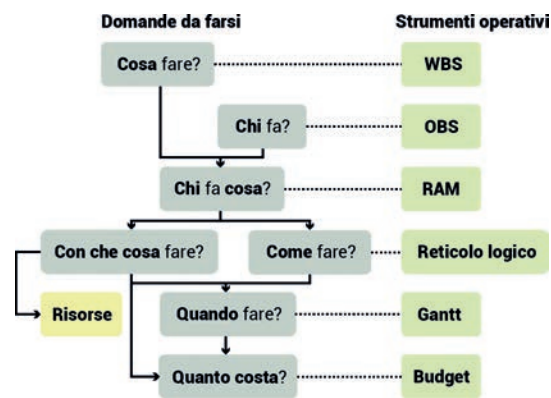 Domande da farsi Strumenti operativi
Cosa fare? WBS
Chi fa? OBS
Chi fa cosa? RAM
Con che cosa fare? Come fare? Reticolo logico
Risorse Quando fare? Gantt
Quanto costa? Budget